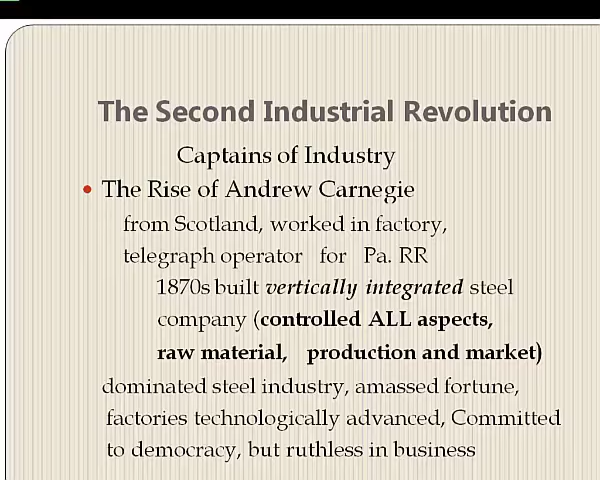 The Second Industrial Revolution
Captains of Industry
• The Rise of Andrew Carnegie
from Scotland, worked in factory,
telegraph operator for Pa. RR
1870s built vertically integrated steel
company (controlled ALL aspects,
raw material, production and market)
dominated steel industry, amassed fortune,
factories technologically advanced, Committed
to democracy, but ruthless in business